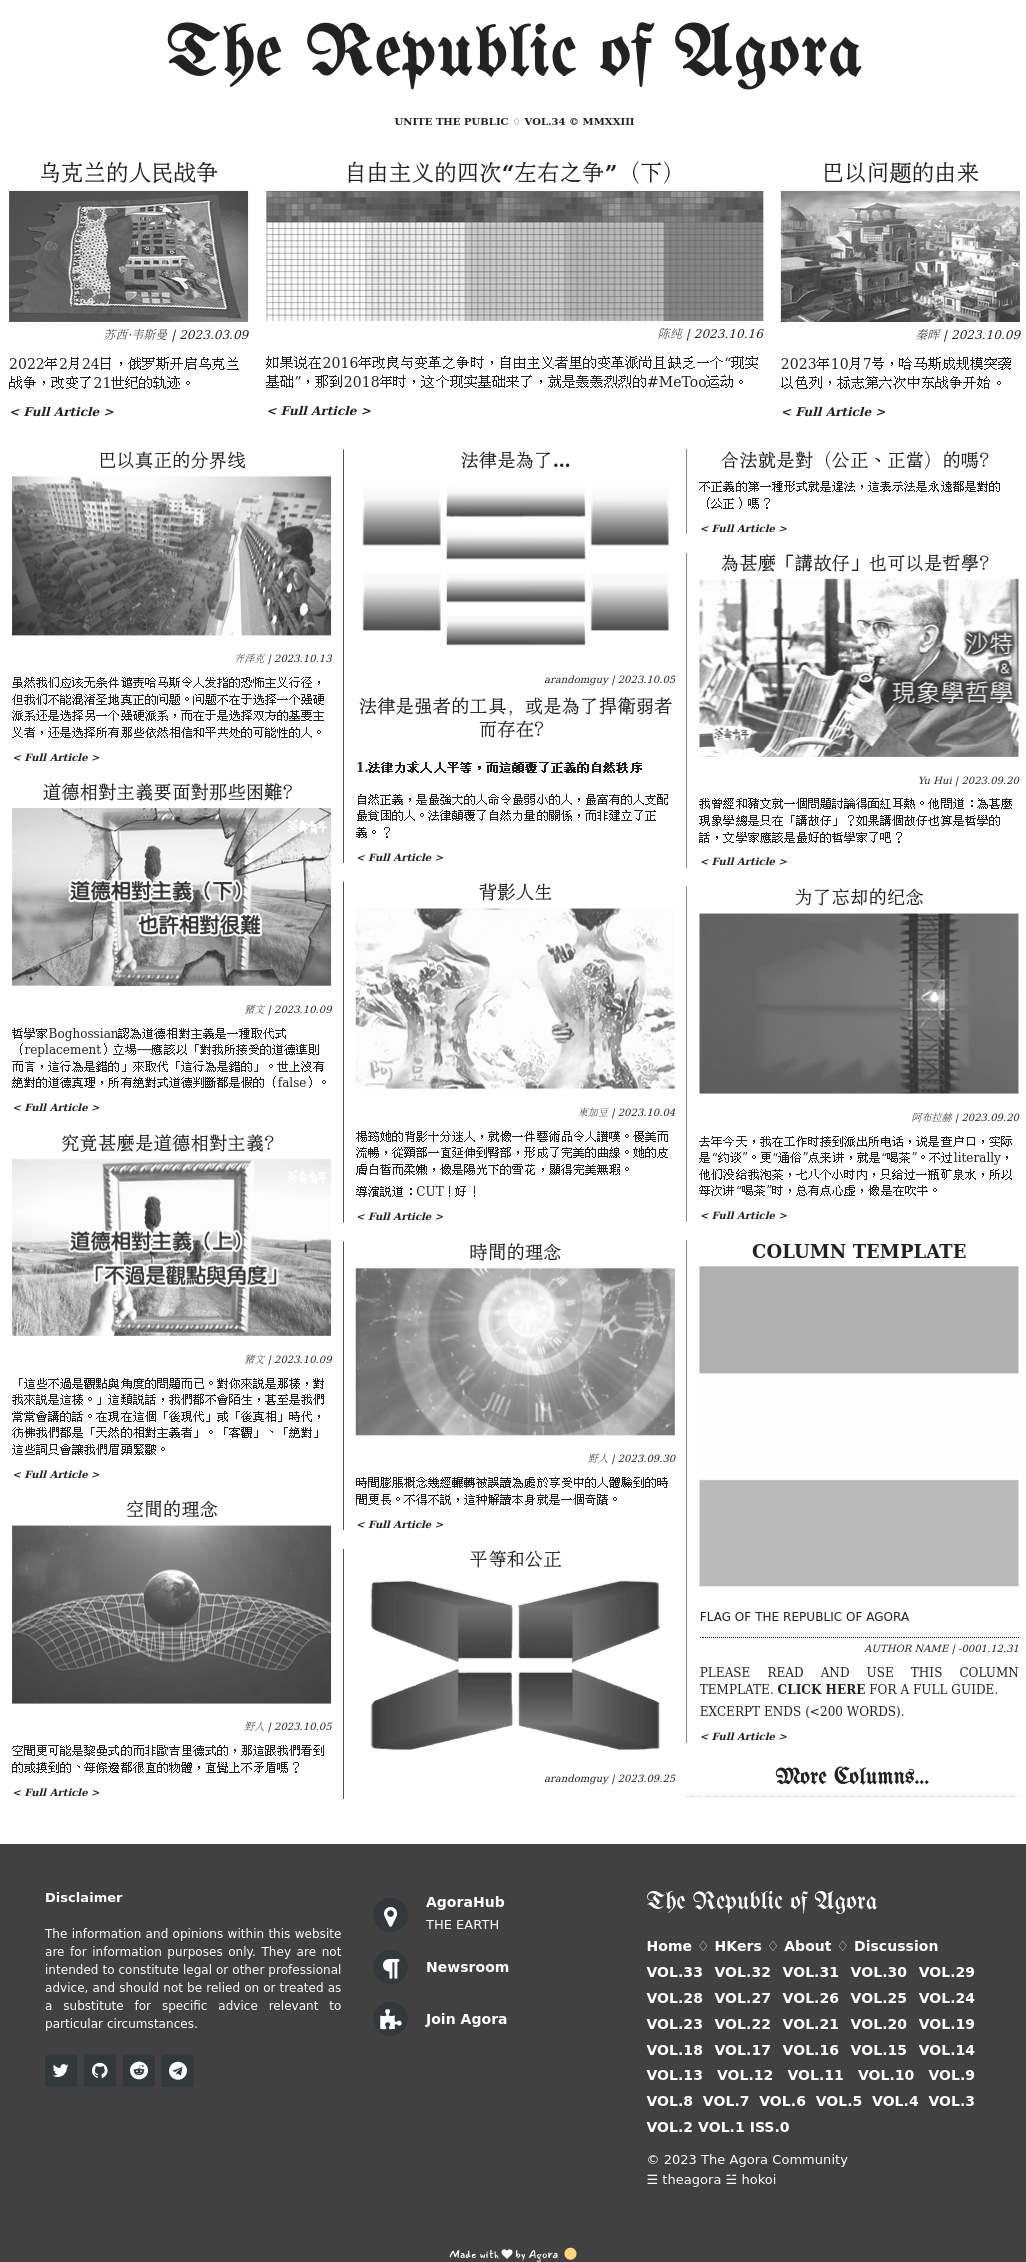 The Republic of Agora
UNITE THE PUBLIC ♢ VOL.34 © MMXXIII
乌克兰的人民战争
苏西·韦斯曼 | 2023.03.09
2022年2月24日，俄罗斯开启乌克兰
战争，改变了21世纪的轨迹。
< Full Article >
自由主义的四次“左右之争”（下）
陈纯 | 2023.10.16
如果说在2016年改良与变革之争时，自由主义者里的变革派尚且缺乏一个“现实
基础”，那到2018年时，这个现实基础来了，就是轰轰烈烈的#MeToo运动。
< Full Article >
巴以问题的由来
秦晖 | 2023.10.09
2023年10月7号，哈马斯成规模突袭
以色列，标志第六次中东战争开始。
< Full Article >
巴以真正的分界线
齐泽克 | 2023.10.13
虽然我们应该无条件谴责哈马斯令人发指的恐怖主义行径，
但我们不能混淆圣地真正的问题。问题不在于选择一个强硬
派系还是选择另一个强硬派系，而在于是选择双方的基要主
义者，还是选择所有那些依然相信和平共处的可能性的人。
< Full Article >
道德相對主義要面對那些困難？
道德相對主義（下）
也許相對很難
豬文 | 2023.10.09
哲學家Boghossian認為道德相對主義是一種取代式
（replacement）立場──應該以「對我所接受的道德準則
而言，這行為是錯的」來取代「這行為是錯的」。世上沒有
絕對的道德真理，所有絕對式道德判斷都是假的（false）。
< Full Article >
究竟甚麼是道德相對主義？
道德相對主義（上）
「不過是觀點與角度」
豬文 | 2023.10.09
「這些不過是觀點與角度的問題而已。對你來説是那樣，對
我來説是這樣。」這類説話，我們都不會陌生，甚至是我們
常常會講的話。在現在這個「後現代」或「後真相」時代，
彷彿我們都是「天然的相對主義者」。「客觀」、「絶對」
這些詞只會讓我們眉頭緊皺。
< Full Article >
空間的理念
野人 | 2023.10.05
空間更可能是黎曼式的而非歐吉里德式的，那這跟我們看到
的或摸到的、每條邊都很直的物體，直覺上不矛盾嗎？
< Full Article >
法律是為了…
arandomguy | 2023.10.05
法律是强者的工具，或是為了捍衛弱者
而存在？
1.法律力求人人平等，而這顛覆了正義的自然秩序
自然正義，是最強大的人命令最弱小的人，最富有的人支配
最貧困的人。法律顛覆了自然力量的關係，而非建立了正
義。？
< Full Article >
背影人生
東加豆 | 2023.10.04
楊筠她的背影十分迷人，就像一件藝術品令人讚嘆。優美而
流暢，從頸部一直延伸到臀部，形成了完美的曲線。她的皮
膚白皙而柔嫩，像是陽光下的雪花，顯得完美無瑕。
導演説道：CUT！好！
< Full Article >
時間的理念
野人 | 2023.09.30
時間膨脹概念幾經輾轉被誤讀為處於享受中的人體驗到的時
間更長。不得不説，這种解讀本身就是一個奇蹟。
< Full Article >
平等和公正
arandomguy | 2023.09.25
合法就是對（公正、正當）的嗎？
不正義的第一種形式就是違法，這表示法是永遠都是對的
（公正）嗎？
< Full Article >
為甚麼「講故仔」也可以是哲學？
沙特
&
現象學哲學
Yu Hui | 2023.09.20
我曾經和豬文就一個問題討論得面紅耳熱。他問道：為甚麼
現象學總是只在「講故仔」？如果講個故仔也算是哲學的
話，文學家應該是最好的哲學家了吧？
< Full Article >
为了忘却的纪念
阿布拉赫 | 2023.09.20
去年今天，我在工作时接到派出所电话，说是查户口，实际
是“约谈”。更“通俗”点来讲，就是“喝茶”。不过literally，
他们没给我泡茶，七八个小时内，只给过一瓶矿泉水，所以
每次讲“喝茶”时，总有点心虚，像是在吹牛。
< Full Article >
COLUMN TEMPLATE
FLAG OF THE REPUBLIC OF AGORA
AUTHOR NAME | -0001.12.31
PLEASE READ AND USE THIS COLUMN
TEMPLATE. CLICK HERE FOR A FULL GUIDE.
EXCERPT ENDS (<200 WORDS).
< Full Article >
More Columns...
Disclaimer
The information and opinions within this website
are for information purposes only. They are not
intended to constitute legal or other professional
advice, and should not be relied on or treated as
a substitute for specific advice relevant to
particular circumstances.
AgoraHub
THE EARTH
Newsroom
Join Agora
The Republic of Agora
Home ♢ HKers ♢ About ♢ Discussion
VOL.33 VOL.32 VOL.31 VOL.30 VOL.29
VOL.28 VOL.27 VOL.26 VOL.25 VOL.24
VOL.23 VOL.22 VOL.21 VOL.20 VOL.19
VOL.18 VOL.17 VOL.16 VOL.15 VOL.14
VOL.13 VOL.12 VOL.11 VOL.10 VOL.9
VOL.8 VOL.7 VOL.6 VOL.5 VOL.4 VOL.3
VOL.2 VOL.1 ISS.0
© 2023 The Agora Community
☰ theagora ☱ hokoi
Made with ♥ by Agora